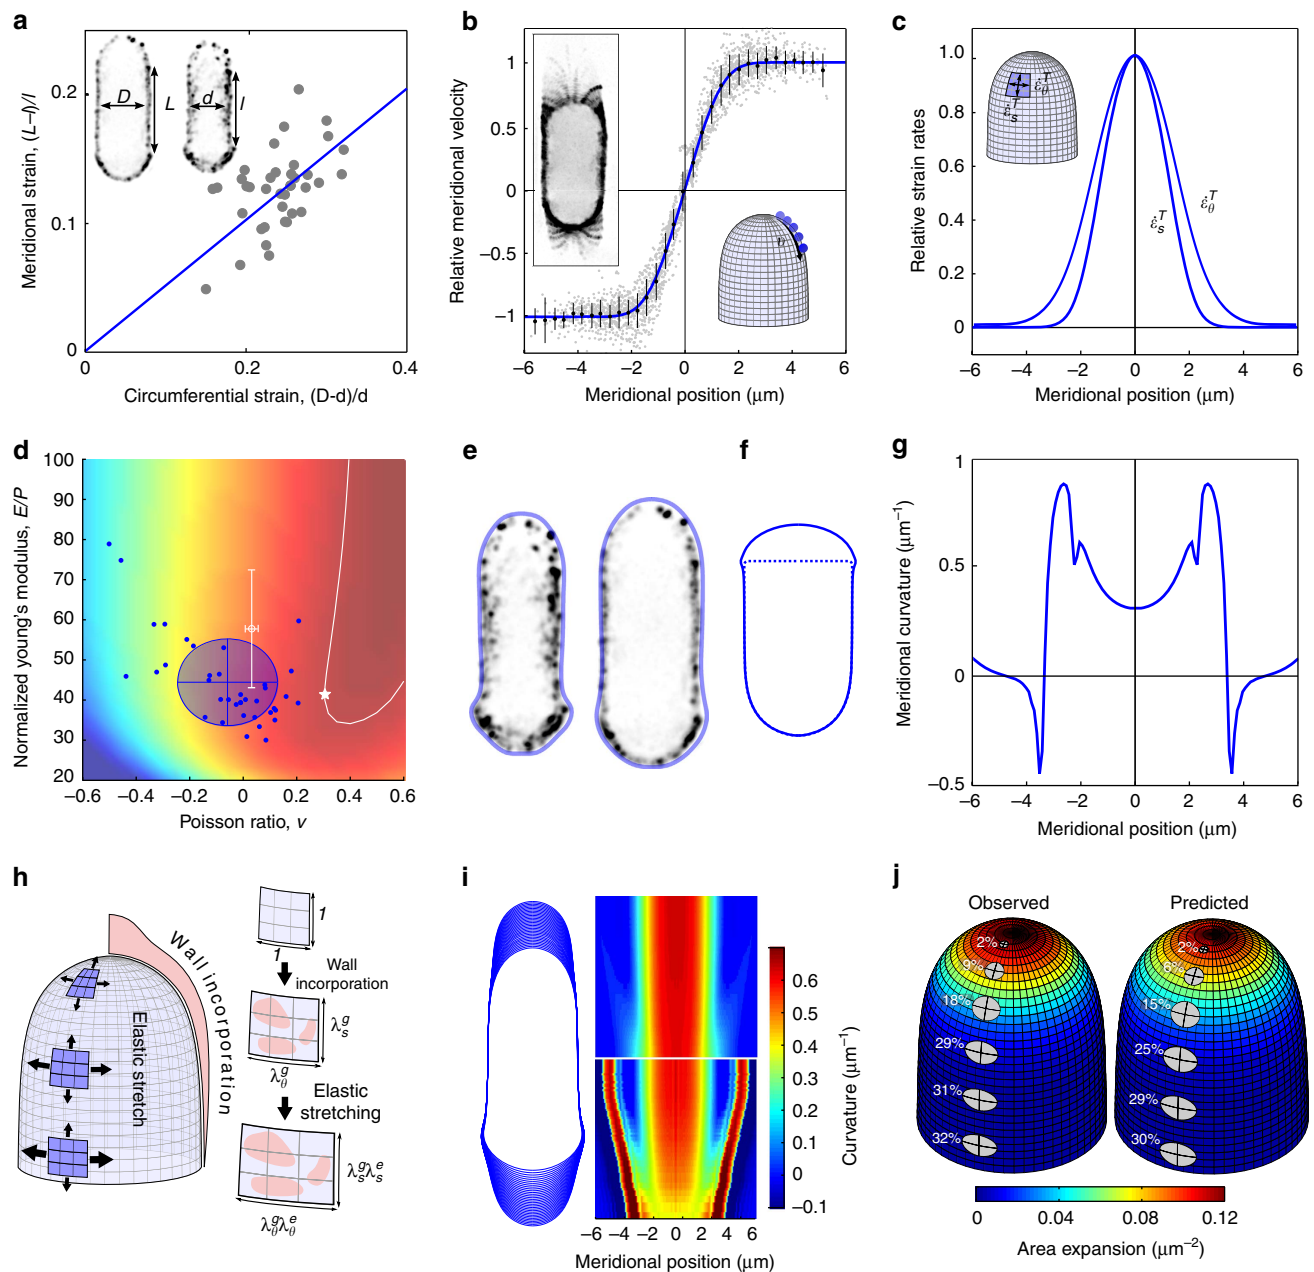 a
Meridional strain, (L–l)/l
0.2
0.1
0
0
0.2
0.4
Circumferential strain, (D-d)/d
D
L
d
l
b
Relative meridional velocity
1
0.5
0
−0.5
−1
−6
−4
−2
0
2
4
6
Meridional position (μm)
υ
c
Relative strain rates
1.0
0.8
0.6
0.4
0.2
0
−6
−4
−2
0
2
4
6
Meridional position (μm)
ε̇θᵀ
ε̇sᵀ
ε̇sᵀ
ε̇θᵀ
d
Normalized young's modulus, E/P
100
90
80
70
60
50
40
30
20
−0.6
−0.4
−0.2
0
0.2
0.4
0.6
Poisson ratio, v
e
f
g
Meridional curvature (μm⁻¹)
1
0.5
0
−0.5
−6
−4
−2
0
2
4
6
Meridional position (μm)
h
Wall incorporation
Elastic stretch
1
1
Wall
incorporation
λsᵍ
λθᵍ
Elastic
stretching
λsᵍλsᵉ
λθᵍλθᵉ
i
0.6
0.5
0.4
0.3
0.2
0.1
0
−0.1
Curvature (μm⁻¹)
−6
−4
−2
0
2
4
6
Meridional position (μm)
j
Observed
Predicted
2%
9%
18%
29%
31%
32%
2%
6%
15%
25%
29%
30%
0
0.04
0.08
0.12
Area expansion (μm⁻²)